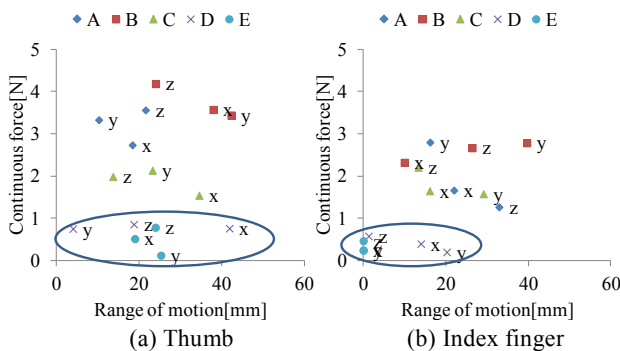 A B C D E
A B C D E
Continuous force[N]
5
4
3
2
1
0
z
x
y
y
z
x
z
y
x
y
z
x
z
x
y
0 20 40 60
Range of motion[mm]
(a) Thumb
Continuous force[N]
5
4
3
2
1
0
y
z
y
x
z
x
x
y
z
z
x
y
z
0 20 40 60
Range of motion[mm]
(b) Index finger